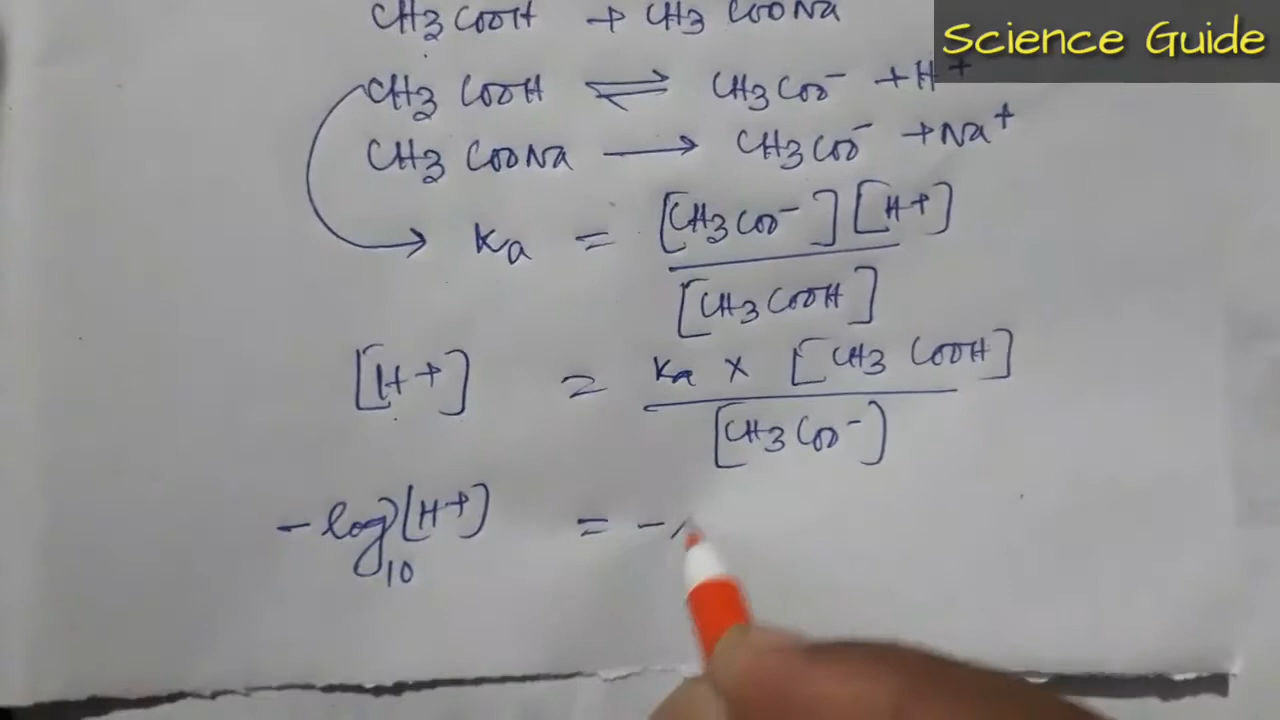 CH3COOH + CH3COONa
Science Guide
CH3COOH ⇌ CH3COO⁻ + H⁺
CH3COONa → CH3COO⁻ + Na⁺
Ka = [CH3COO⁻][H+]
[CH3COOH]
[H+] = Ka × [CH3COOH]
[CH3COO⁻]
-log10[H+] = -